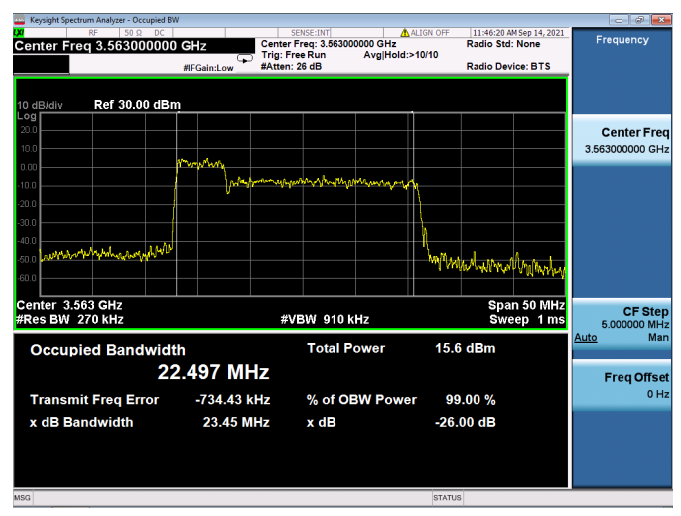 Keysight Spectrum Analyzer - Occupied BW
RF 50 Ω DC SENSE:INT ALIGN OFF 11:46:20 AM Sep 14, 2021
Center Freq 3.563000000 GHz
Center Freq: 3.563000000 GHz Radio Std: None
Trig: Free Run Avg|Hold:>10/10
#IFGain:Low #Atten: 26 dB Radio Device: BTS
Frequency
10 dB/div Ref 30.00 dBm
Log
20.0
10.0
0.00
-10.0
-20.0
-30.0
-40.0
-50.0
-60.0
Center 3.563 GHz Span 50 MHz
#Res BW 270 kHz #VBW 910 kHz Sweep 1 ms
Center Freq
3.563000000 GHz
CF Step
5.000000 MHz
Auto Man
Freq Offset
0 Hz
Occupied Bandwidth Total Power 15.6 dBm
22.497 MHz
Transmit Freq Error -734.43 kHz % of OBW Power 99.00 %
x dB Bandwidth 23.45 MHz x dB -26.00 dB
MSG STATUS